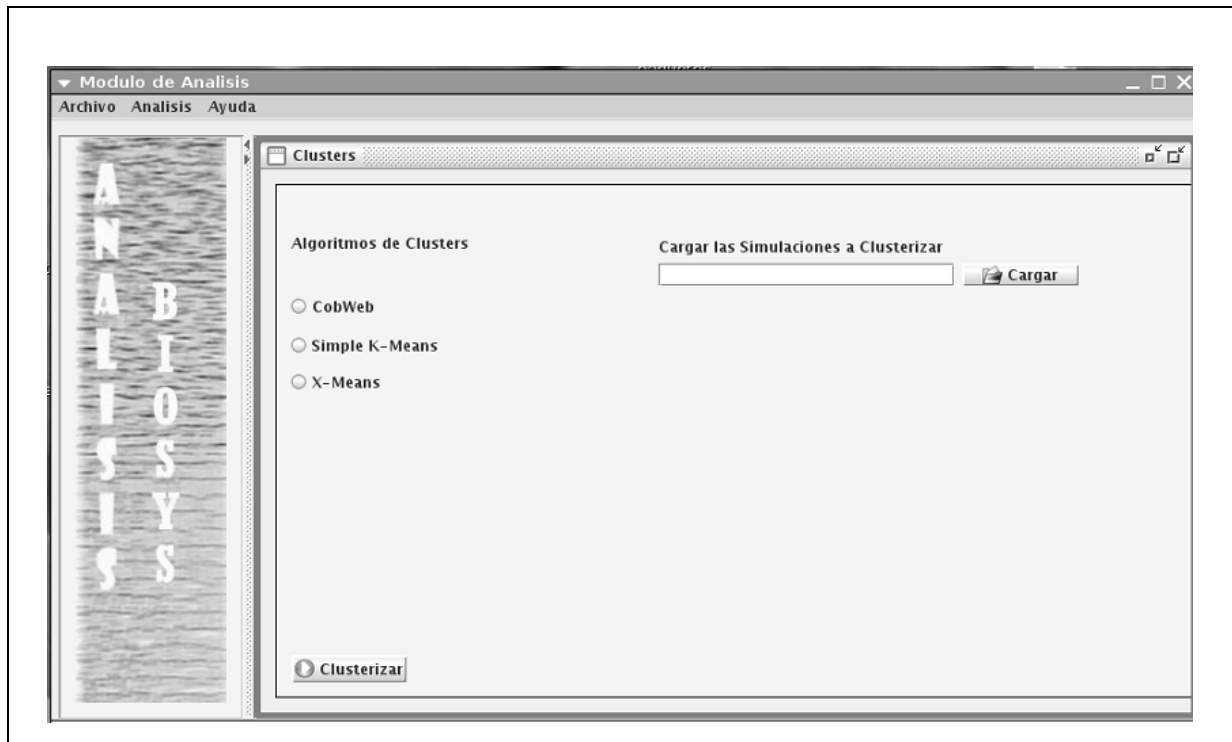 Modulo de Analisis
Archivo Analisis Ayuda
ANALISIS
BIOSYS
Clusters
Algoritmos de Clusters
Cargar las Simulaciones a Clusterizar
Cargar
CobWeb
Simple K-Means
X-Means
Clusterizar